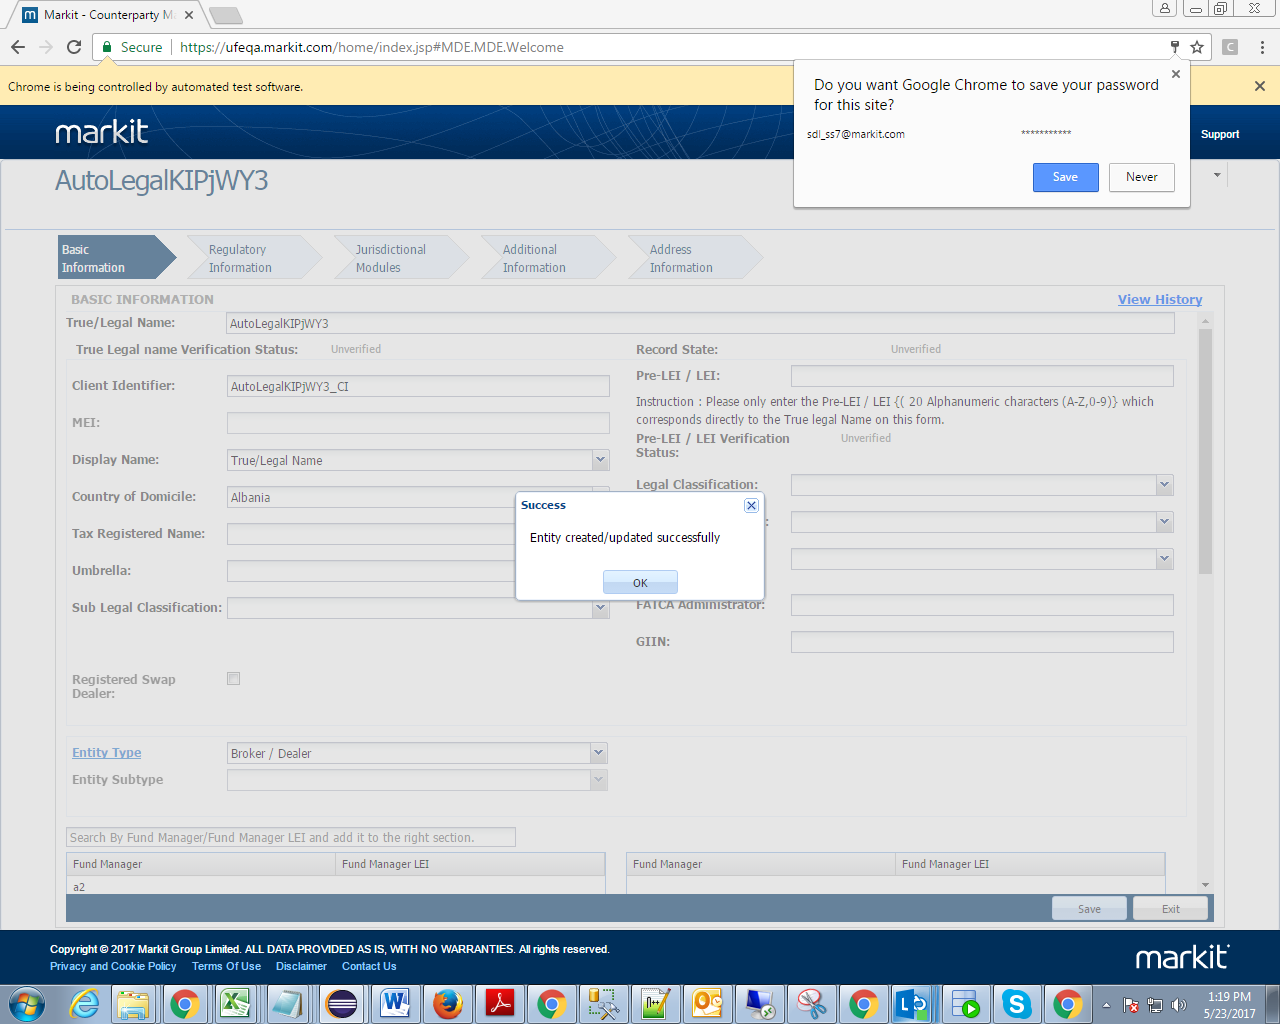 Markit - Counterparty M
Secure
https://ufeqa.markit.com/home/index.jsp#MDE.MDE.Welcome
Chrome is being controlled by automated test software.
Do you want Google Chrome to save your password
for this site?
sdl_ss7@markit.com ***********
Save Never
markit
Support
AutoLegalKIPjWY3
Basic
Information
Regulatory
Information
Jurisdictional
Modules
Additional
Information
Address
Information
BASIC INFORMATION
View History
True/Legal Name: AutoLegalKIPjWY3
True Legal name Verification Status: Unverified
Record State: Unverified
Client Identifier: AutoLegalKIPjWY3_CI
Pre-LEI / LEI:
Instruction : Please only enter the Pre-LEI / LEI {( 20 Alphanumeric characters (A-Z,0-9)} which
corresponds directly to the True legal Name on this form.
MEI:
Pre-LEI / LEI Verification
Status:
Unverified
Display Name: True/Legal Name
Legal Classification:
Country of Domicile: Albania
Success
Entity created/updated successfully
OK
Tax Registered Name:
Umbrella:
Sub Legal Classification:
FATCA Administrator:
GIIN:
Registered Swap
Dealer:
Entity Type Broker / Dealer
Entity Subtype
Search By Fund Manager/Fund Manager LEI and add it to the right section.
Fund Manager Fund Manager LEI Fund Manager Fund Manager LEI
a2
Save Exit
Copyright © 2017 Markit Group Limited. ALL DATA PROVIDED AS IS, WITH NO WARRANTIES. All rights reserved.
Privacy and Cookie Policy Terms Of Use Disclaimer Contact Us
markit
1:19 PM
5/23/2017